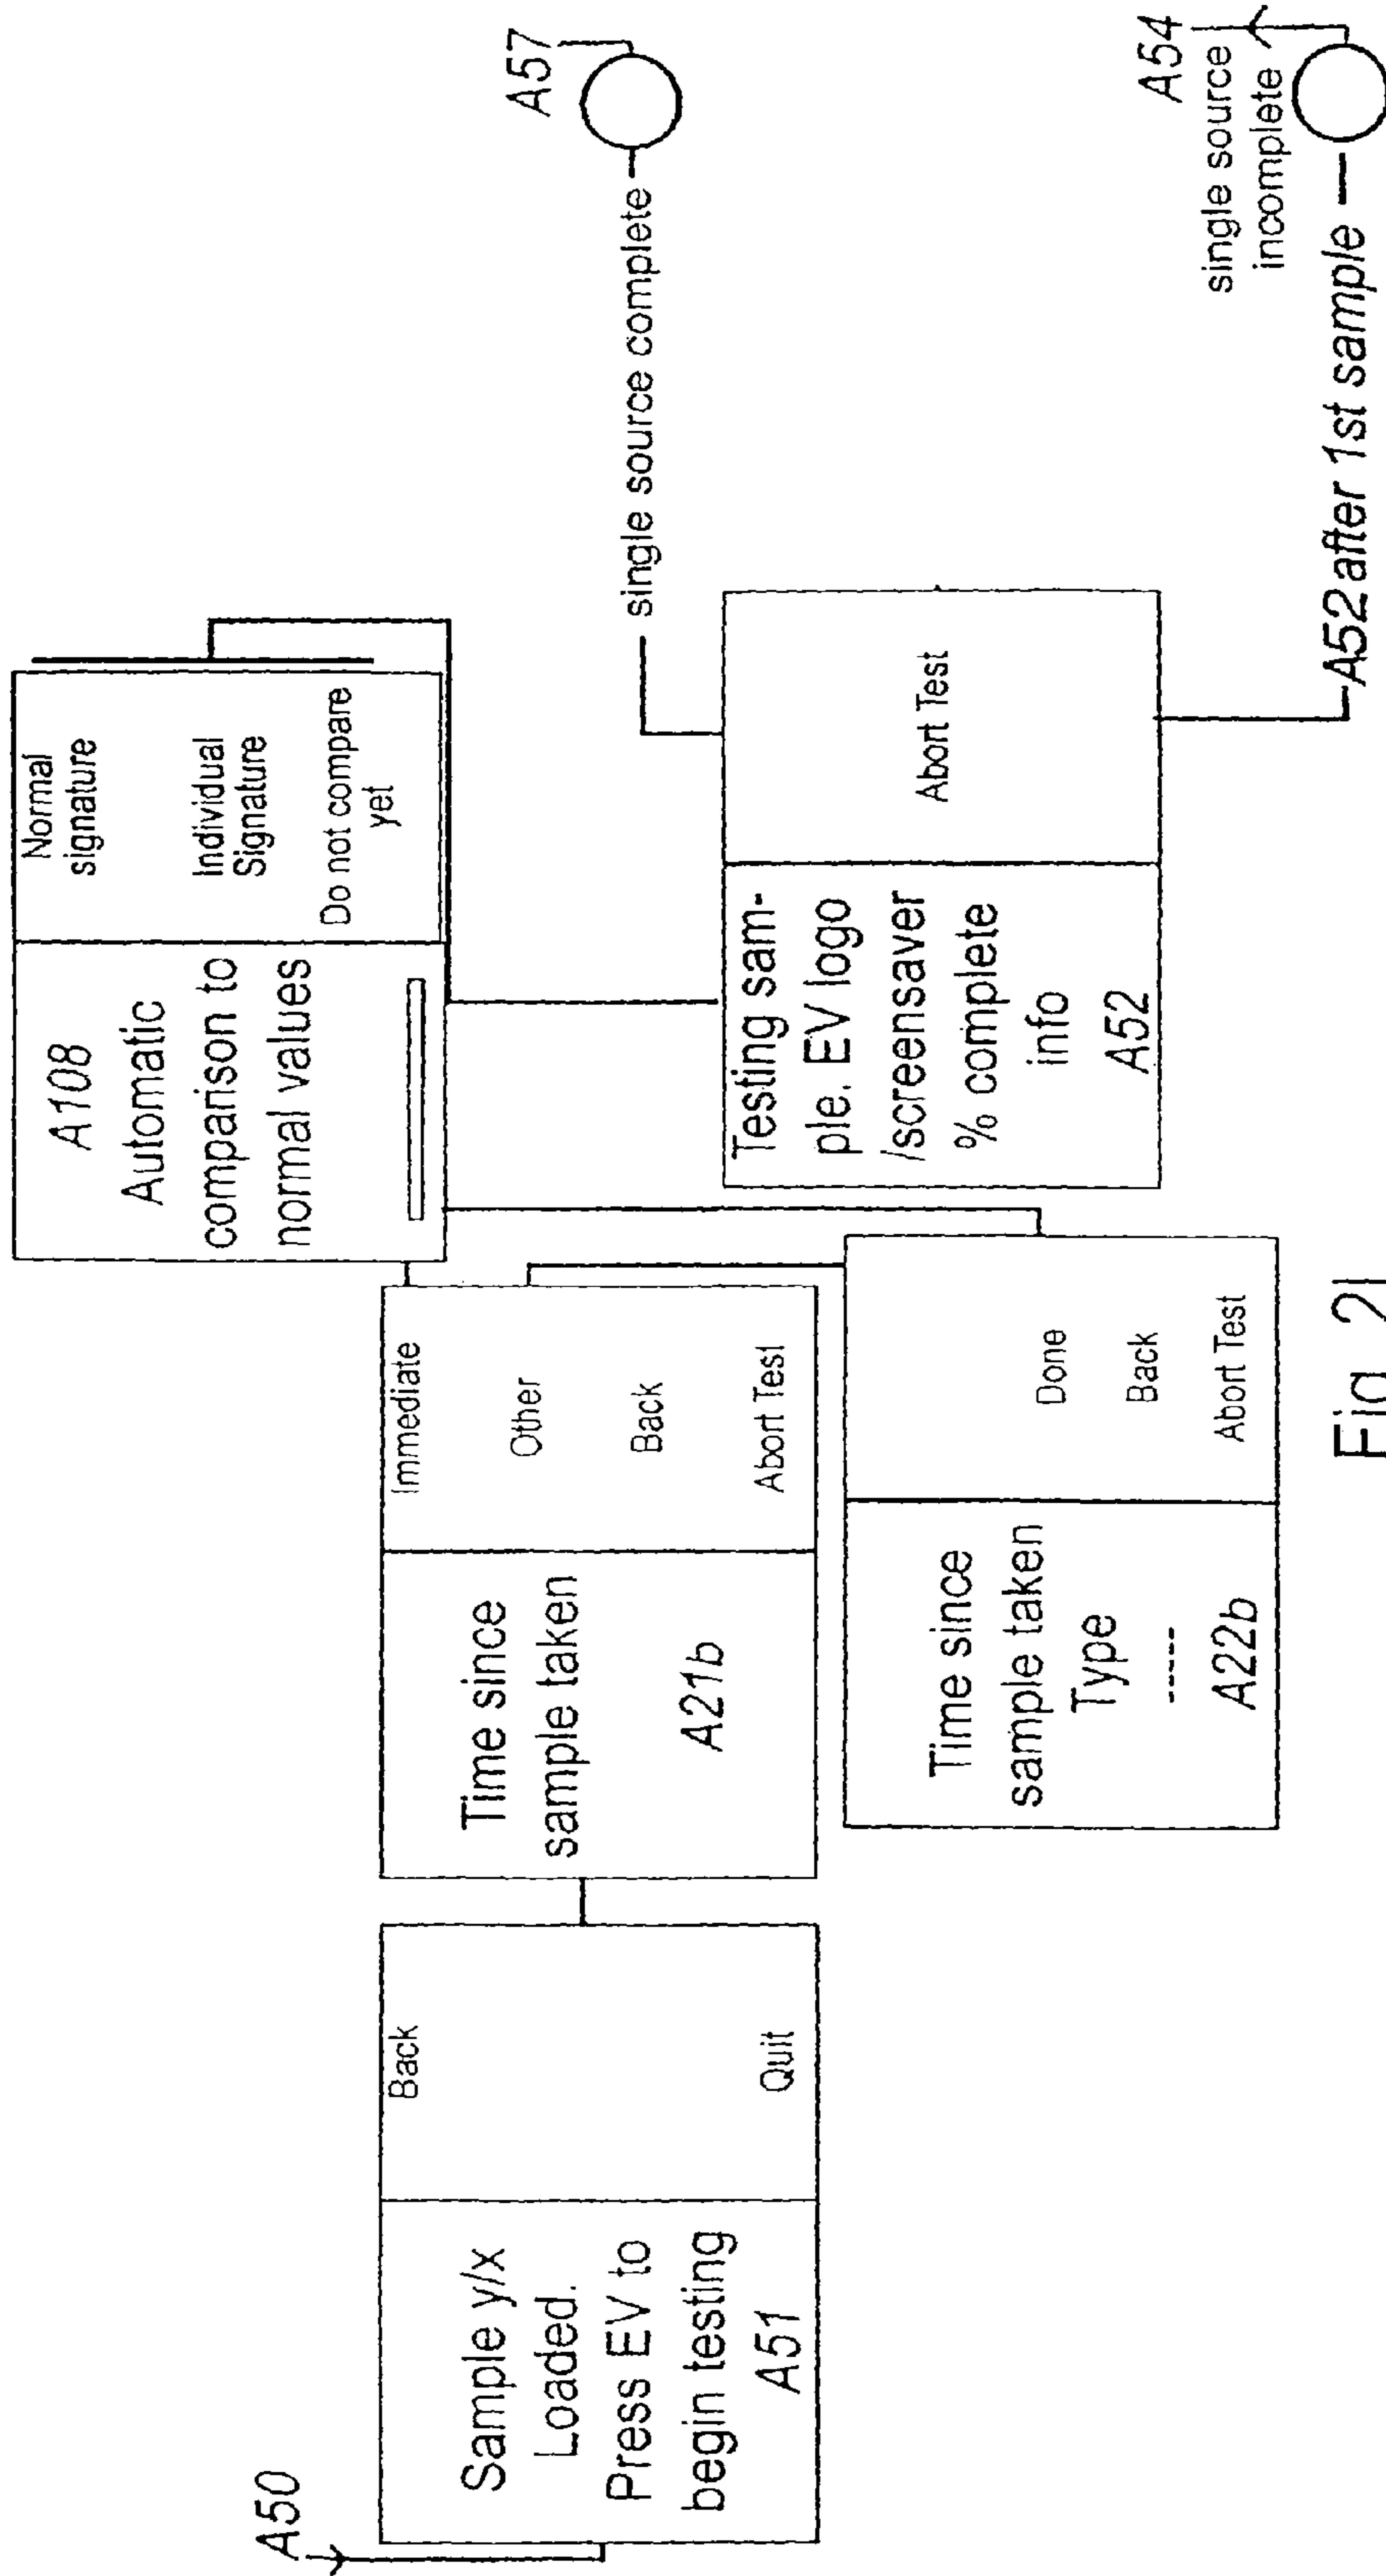 A50
Sample y/x
Loaded.
Press EV to
begin testing
A51
Back
Quit
Time since
sample taken
A21b
Immediate
Other
Back
Abort Test
Time since
sample taken
Type
-----
A22b
Done
Back
Abort Test
A108
Automatic
comparison to
normal values
Normal
signature
Individual
Signature
Do not compare
yet
Testing sam-
ple. EV logo
/screensaver
% complete
info
A52
Abort Test
single source complete
A57
A52 after 1st sample
single source
incomplete
A54